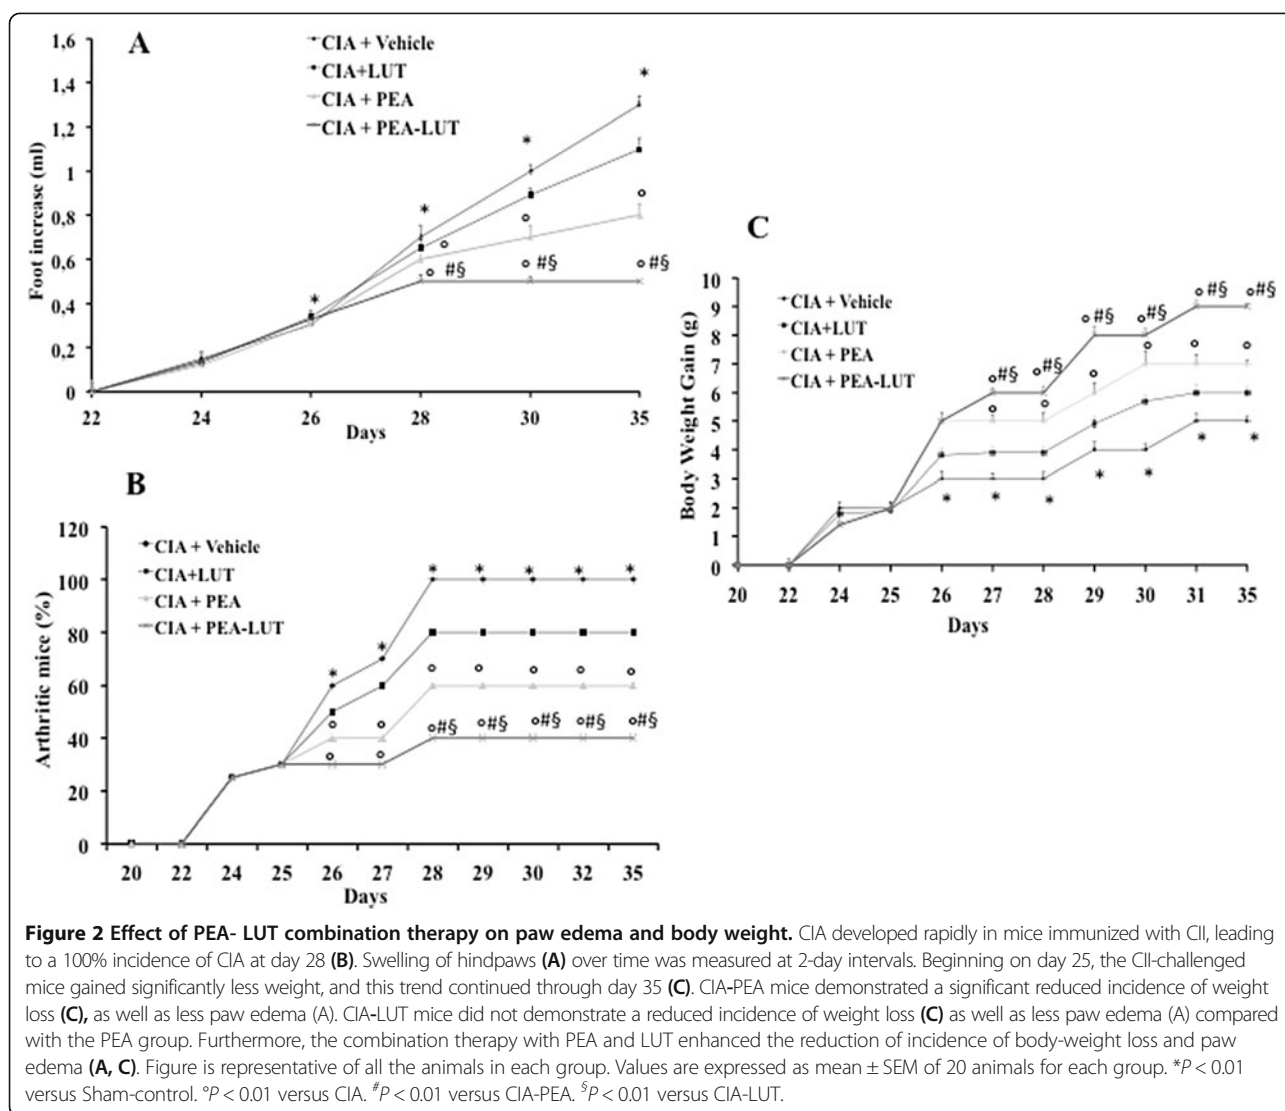 A
1,6
1,4
1,2
1
0,8
0,6
0,4
0,2
0
Foot increase (ml)
CIA + Vehicle
CIA+LUT
CIA + PEA
CIA + PEA-LUT
* * * *
° ° °
° #§ ° #§ ° #§
22 24 26 28 30 35
Days
B
120
100
80
60
40
20
0
Arthritic mice (%)
CIA + Vehicle
CIA+LUT
CIA + PEA
CIA + PEA-LUT
* * * * * * *
° ° ° ° ° ° °
° ° °#§ °#§ °#§ °#§ °#§
20 22 24 25 26 27 28 29 30 32 35
Days
C
10
9
8
7
6
5
4
3
2
1
0
Body Weight Gain (g)
CIA + Vehicle
CIA+LUT
CIA + PEA
CIA + PEA-LUT
°#§ °#§ °#§ °#§ °#§ °#§
° ° ° ° ° °
* * * * * * *
20 22 24 25 26 27 28 29 30 31 35
Days
Figure 2 Effect of PEA- LUT combination therapy on paw edema and body weight. CIA developed rapidly in mice immunized with CII, leading
to a 100% incidence of CIA at day 28 (B). Swelling of hindpaws (A) over time was measured at 2-day intervals. Beginning on day 25, the CII-challenged
mice gained significantly less weight, and this trend continued through day 35 (C). CIA-PEA mice demonstrated a significant reduced incidence of weight
loss (C), as well as less paw edema (A). CIA-LUT mice did not demonstrate a reduced incidence of weight loss (C) as well as less paw edema (A) compared
with the PEA group. Furthermore, the combination therapy with PEA and LUT enhanced the reduction of incidence of body-weight loss and paw
edema (A, C). Figure is representative of all the animals in each group. Values are expressed as mean ± SEM of 20 animals for each group. *P < 0.01
versus Sham-control. °P < 0.01 versus CIA. #P < 0.01 versus CIA-PEA. §P < 0.01 versus CIA-LUT.